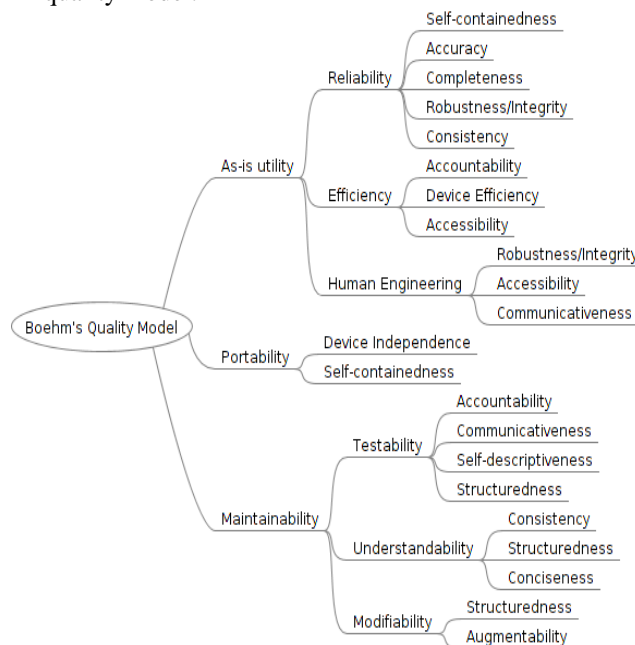 quality model.
Self-containedness
Accuracy
Reliability
Completeness
Robustness/Integrity
Consistency
As-is utility
Accountability
Efficiency
Device Efficiency
Accessibility
Robustness/Integrity
Human Engineering
Accessibility
Communicativeness
Boehm's Quality Model
Device Independence
Portability
Self-containedness
Accountability
Communicativeness
Testability
Self-descriptiveness
Structuredness
Maintainability
Consistency
Understandability
Structuredness
Conciseness
Structuredness
Modifiability
Augmentability